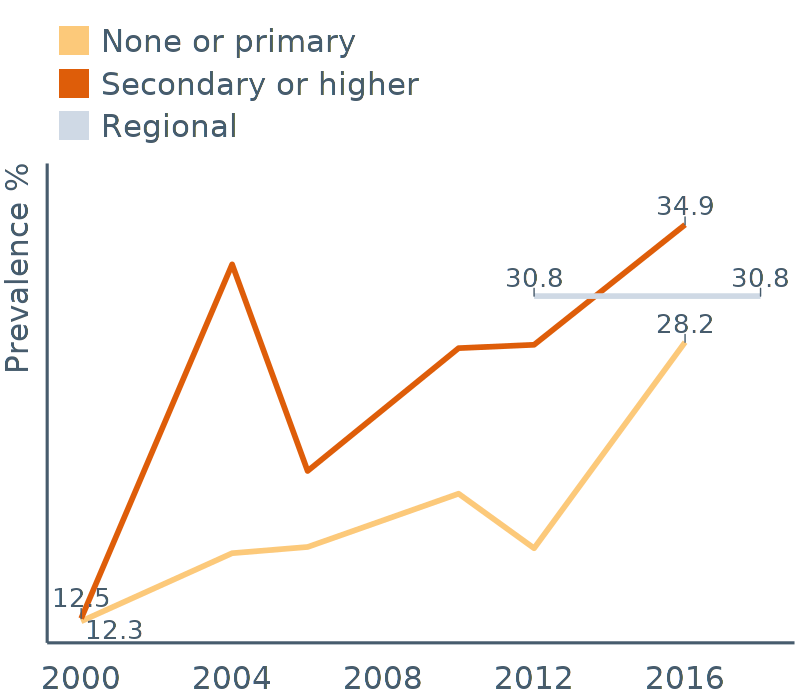 None or primary
Secondary or higher
Regional
Prevalence %
34.9
30.8
30.8
28.2
12.5
12.3
2000
2004
2008
2012
2016